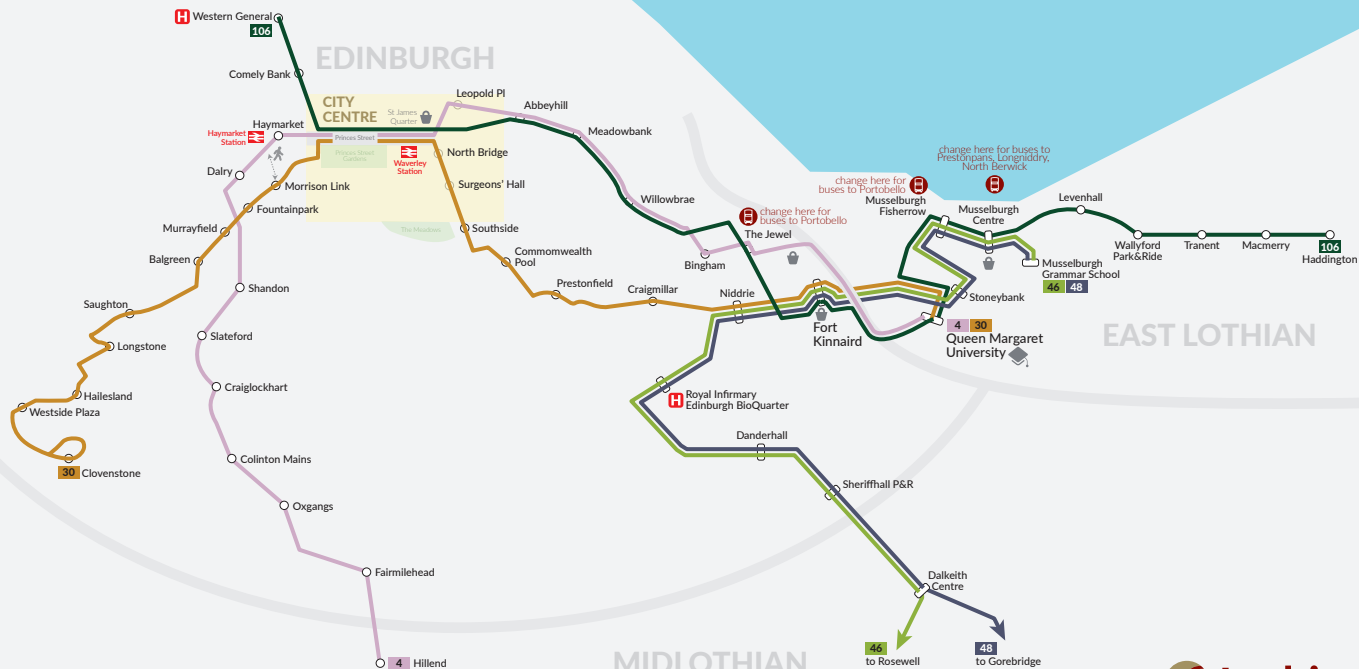 Western General
106
EDINBURGH
Comely Bank
CITY
CENTRE
St James
Quarter
Leopold Pl
Abbeyhill
Haymarket
Haymarket
Station
Princes Street
Princes Street
Gardens
Waverley
Station
North Bridge
Meadowbank
Dalry
Morrison Link
Surgeons' Hall
Fountainpark
Willowbrae
Murrayfield
The Meadows
Southside
Balgreen
Commonwealth
Pool
Bingham
change here for
buses to Portobello
The Jewel
change here for
buses to Portobello
Musselburgh
Fisherrow
change here for buses to
Prestonpans, Longniddry,
North Berwick
Musselburgh
Centre
Levenhall
Wallyford
Park&Ride
Tranent
Macmerry
106
Haddington
Musselburgh
Grammar School
46
48
Shandon
Prestonfield
Craigmillar
Niddrie
Stoneybank
Saughton
Fort
Kinnaird
4
30
Queen Margaret
University
EAST LOTHIAN
Longstone
Slateford
Craiglockhart
Hailesland
Westside Plaza
Royal Infirmary
Edinburgh BioQuarter
Danderhall
30
Clovenstone
Colinton Mains
Sheriffhall P&R
Oxgangs
Fairmilehead
Dalkeith
Centre
4
Hillend
MIDLOTHIAN
46
to Rosewell
48
to Gorebridge